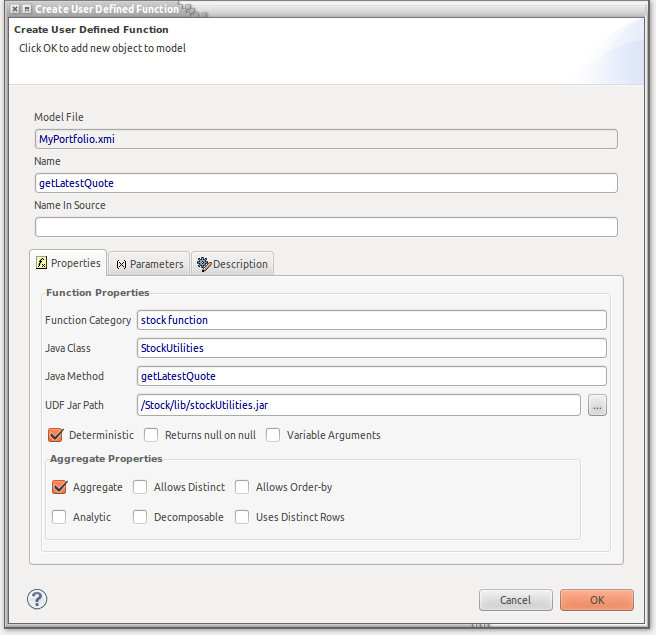 Create User Defined Function
Create User Defined Function
Click OK to add new object to model
Model File
MyPortfolio.xmi
Name
getLatestQuote
Name In Source
Properties (x) Parameters Description
Function Properties
Function Category stock function
Java Class StockUtilities
Java Method getLatestQuote
UDF Jar Path /Stock/lib/stockUtilities.jar ...
Deterministic Returns null on null Variable Arguments
Aggregate Properties
Aggregate Allows Distinct Allows Order-by
Analytic Decomposable Uses Distinct Rows
? Cancel OK